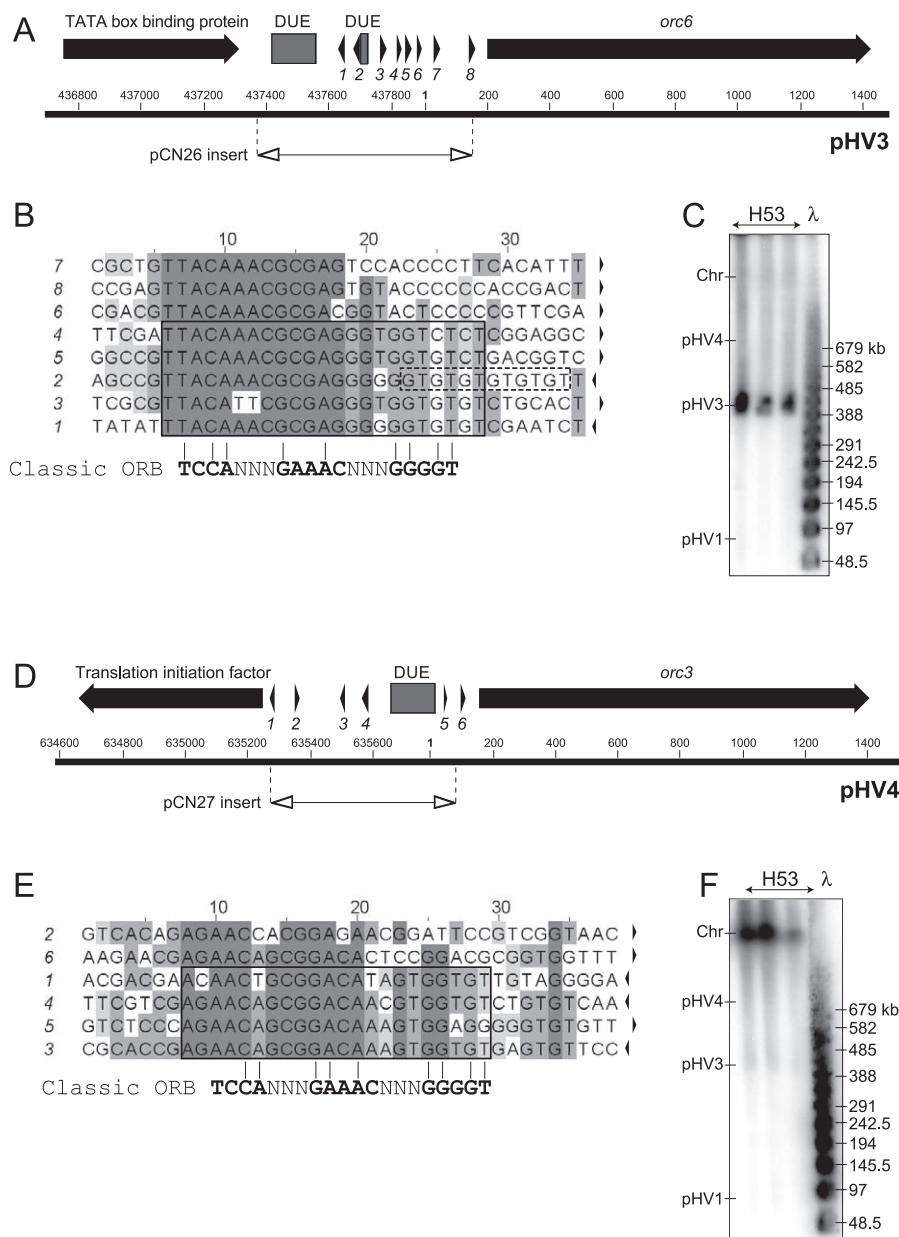 A
TATA box binding protein DUE DUE orc6
1 2 3 4 5 6 7 8
436800 437000 437200 437400 437600 437800 1 200 400 600 800 1000 1200 1400
pHV3
pCN26 insert
B
10 20 30
7 CGCTGTTACAAACGCGAGTCCACCCCTTCACATTT
8 CCGAGTTACAAACGCGAGTGTACCCCCCACCGACT
6 CGACGTTACAAACGCGACGGTACTCCCCCGTTCGA
4 TTCGATTACAAACGCGAGGGTGGTCTCTCGGAGGC
5 GGCCGTTACAAACGCGAGGGTGGTGTCTGACGGTC
2 AGCCGTTACAAACGCGAGGGGGTGTGTGTGTGTGT
3 TCGCGTTACATTCGCGAGGGTGGTGTGTCTGCACT
1 TATATTTACAAACGCGAGGGGGGTGTGTCGAATCT
Classic ORB TCCANNNGAAACNNNGGGGT
C
H53 λ
Chr
pHV4
pHV3
pHV1
679 kb
582
485
388
291
242.5
194
145.5
97
48.5
D
Translation initiation factor DUE orc3
1 2 3 4 5 6
634600 634800 635000 635200 635400 635600 1 200 400 600 800 1000 1200 1400
pHV4
pCN27 insert
E
10 20 30
2 GTCACAGAGAACCACGGAGAACGGATTCCGTCGGTAAC
6 AAGAACGAGAACAGCGGACACTCCGGACGCGGTGGTTT
1 ACGACGAACAACTGCGGACATAGTGGTGTTGTAGGGGA
4 TTCGTCGAGAACAGCGGACAACGTGGTGTCTGTGTCAA
5 GTCTCCCAGAACAGCGGACAAAGTGGAGGGGGTGTGTT
3 CGCACCGAGAACAGCGGACAAAGTGGTGTGAGTGTTCC
Classic ORB TCCANNNGAAACNNNGGGGT
F
H53 λ
Chr
pHV4
pHV3
pHV1
679 kb
582
485
388
291
242.5
194
145.5
97
48.5